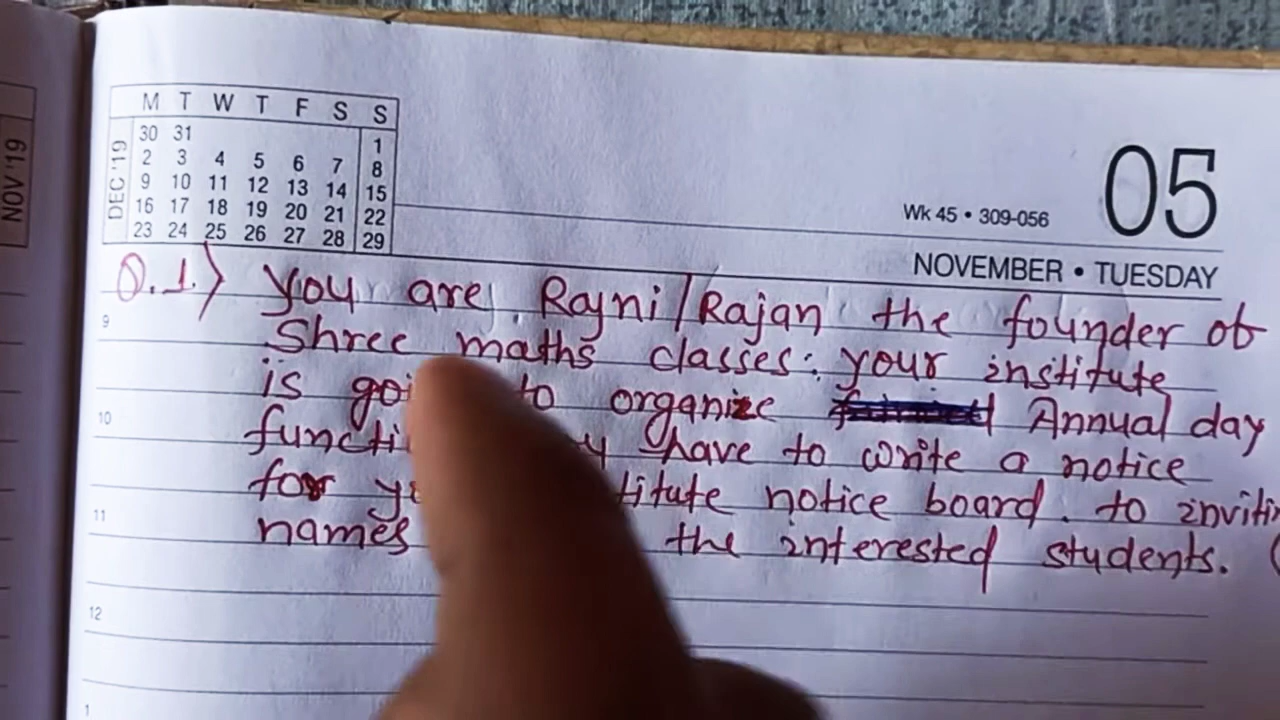 NOV '19
DEC '19
M T W T F S S
30 31 1
2 3 4 5 6 7 8
9 10 11 12 13 14 15
16 17 18 19 20 21 22
23 24 25 26 27 28 29
Wk 45 • 309-056
05
NOVEMBER • TUESDAY
Q.1.) You are Rajni/Rajan the founder of
9
Shree maths classes. your institute
is to organize Annual day
10
have to write a notice
for notice board. to
11
names the interested students.
12
1